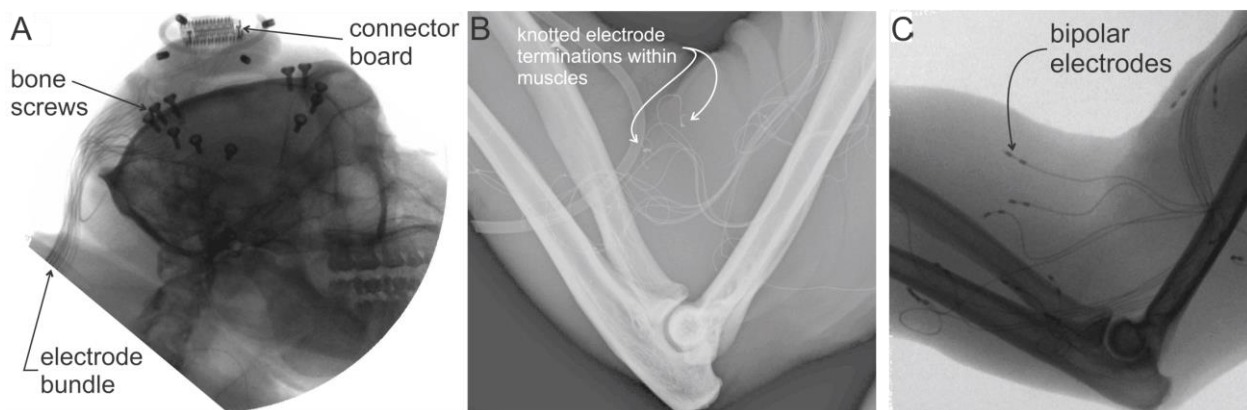 A
connector
board
bone
screws
electrode
bundle
B
knotted electrode
terminations within
muscles
C
bipolar
electrodes